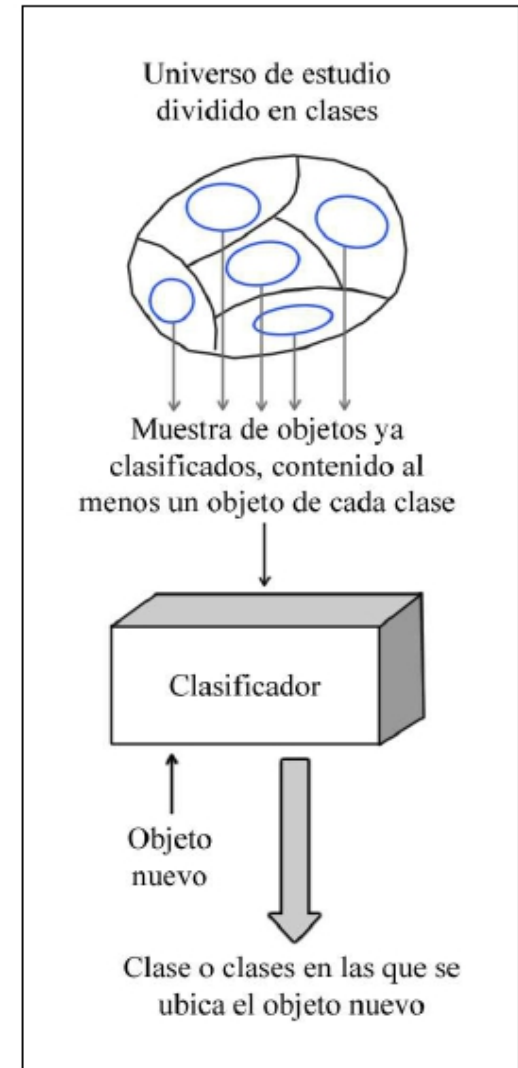 Universo de estudio
dividido en clases
Muestra de objetos ya
clasificados, contenido al
menos un objeto de cada clase
Clasificador
Objeto
nuevo
Clase o clases en las que se
ubica el objeto nuevo